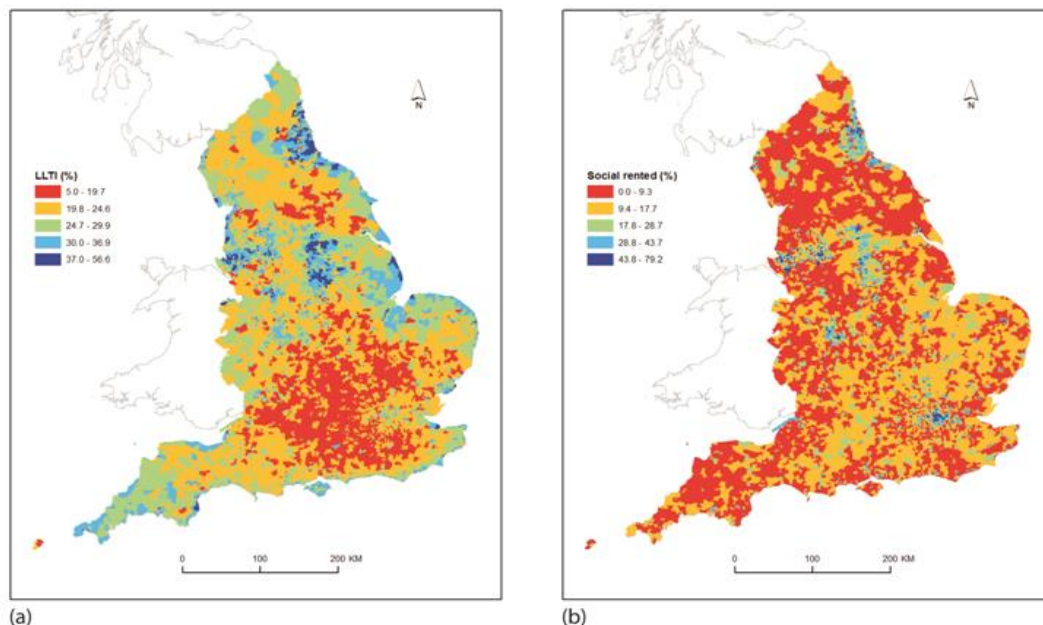 N
LLTI (%)
5.0 - 19.7
19.8 - 24.6
24.7 - 29.9
30.0 - 36.9
37.0 - 56.6
0 100 200 KM
(a)
N
Social rented (%)
0.0 - 9.3
9.4 - 17.7
17.8 - 28.7
28.8 - 43.7
43.8 - 79.2
0 100 200 KM
(b)